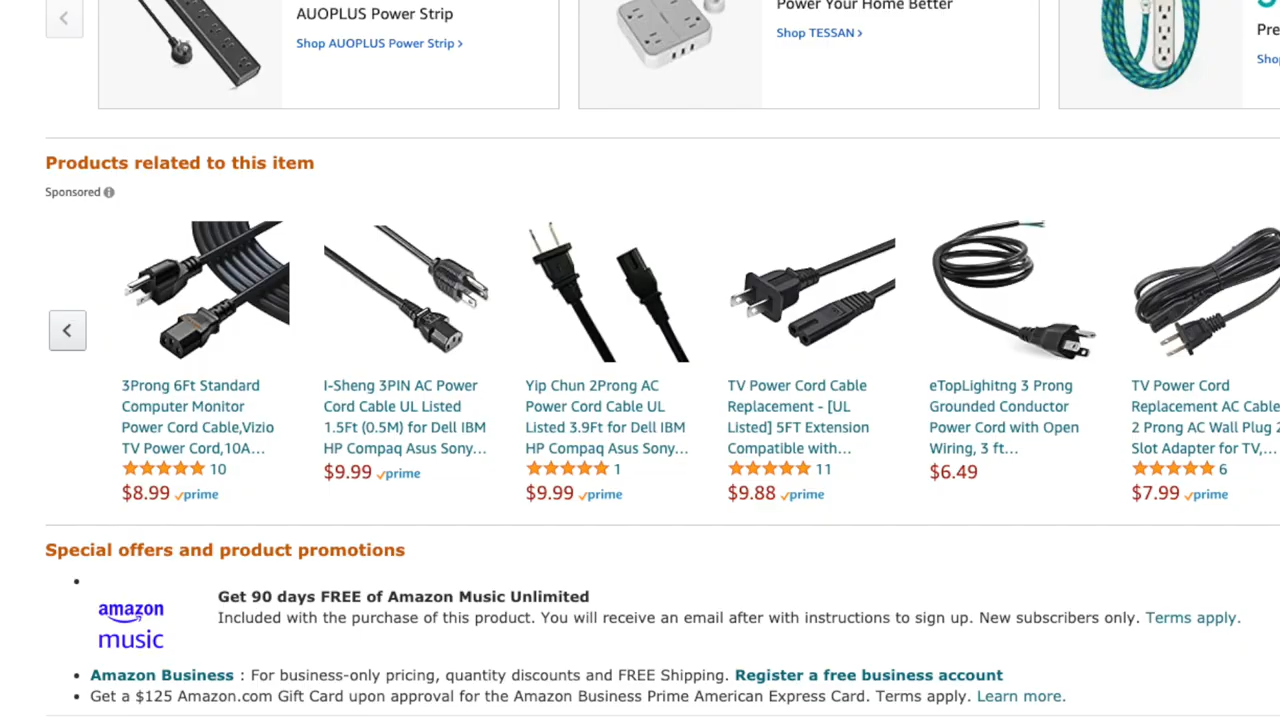 AUOPLUS Power Strip
Shop AUOPLUS Power Strip ›
Power Your Home Better
Shop TESSAN ›
Pre
Sho
Products related to this item
Sponsored
3Prong 6Ft Standard
Computer Monitor
Power Cord Cable,Vizio
TV Power Cord,10A...
10
$8.99 prime
I-Sheng 3PIN AC Power
Cord Cable UL Listed
1.5Ft (0.5M) for Dell IBM
HP Compaq Asus Sony...
$9.99 prime
Yip Chun 2Prong AC
Power Cord Cable UL
Listed 3.9Ft for Dell IBM
HP Compaq Asus Sony...
1
$9.99 prime
TV Power Cord Cable
Replacement - [UL
Listed] 5FT Extension
Compatible with...
11
$9.88 prime
eTopLighitng 3 Prong
Grounded Conductor
Power Cord with Open
Wiring, 3 ft...
$6.49
TV Power Cord
Replacement AC Cable
2 Prong AC Wall Plug 2
Slot Adapter for TV,...
6
$7.99 prime
Special offers and product promotions
amazon
music
Get 90 days FREE of Amazon Music Unlimited
Included with the purchase of this product. You will receive an email after with instructions to sign up. New subscribers only. Terms apply.
• Amazon Business : For business-only pricing, quantity discounts and FREE Shipping. Register a free business account
• Get a $125 Amazon.com Gift Card upon approval for the Amazon Business Prime American Express Card. Terms apply. Learn more.